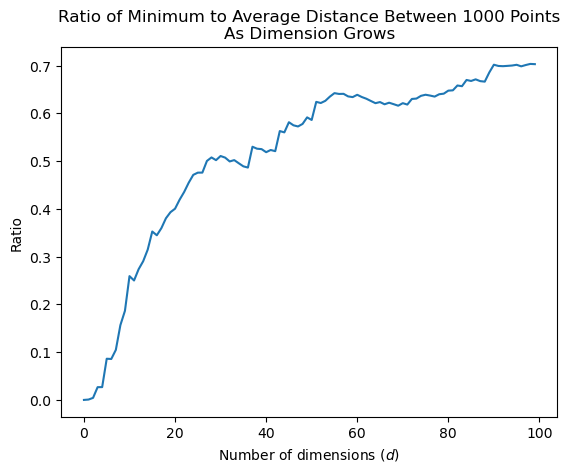 Ratio of Minimum to Average Distance Between 1000 Points
As Dimension Grows
0.7
0.6
0.5
0.4
0.3
0.2
0.1
0.0
Ratio
0 20 40 60 80 100
Number of dimensions (d)